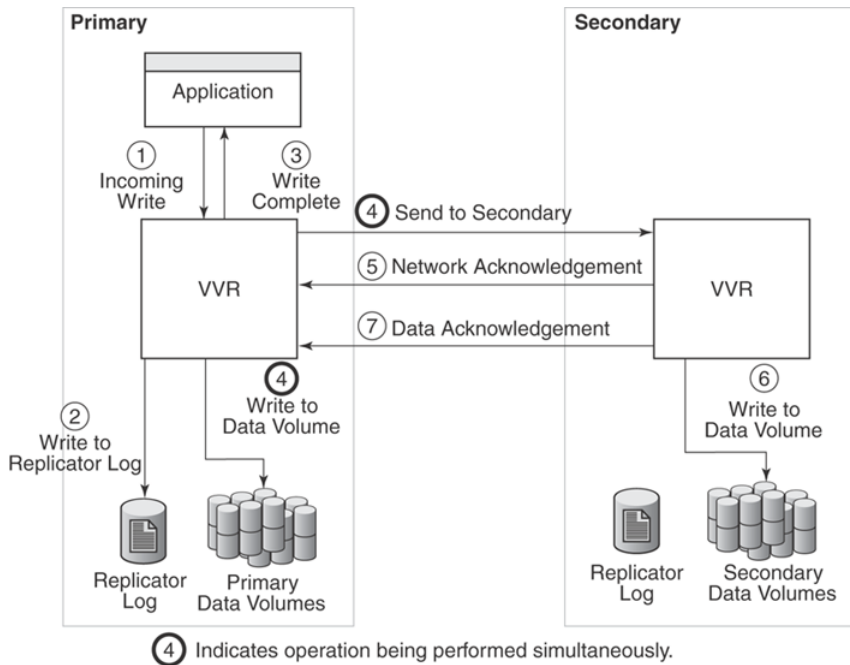 Primary
Secondary
Application
1
3
Incoming
Write
Write
Complete
4 Send to Secondary
5 Network Acknowledgement
VVR
VVR
7 Data Acknowledgement
4
6
2
Write to
Data Volume
Write to
Data Volume
Write to
Replicator Log
Replicator
Log
Primary
Data Volumes
Replicator
Log
Secondary
Data Volumes
4 Indicates operation being performed simultaneously.